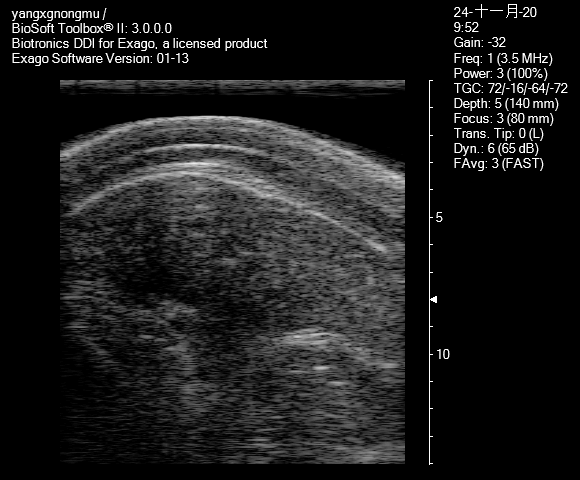 yangxgnongmu /
BioSoft Toolbox® II: 3.0.0.0
Biotronics DDI for Exago, a licensed product
Exago Software Version: 01-13
24-十一月-20
9:52
Gain: -32
Freq: 1 (3.5 MHz)
Power: 3 (100%)
TGC: 72/-16/-64/-72
Depth: 5 (140 mm)
Focus: 3 (80 mm)
Trans. Tip: 0 (L)
Dyn.: 6 (65 dB)
FAvg: 3 (FAST)
5
10